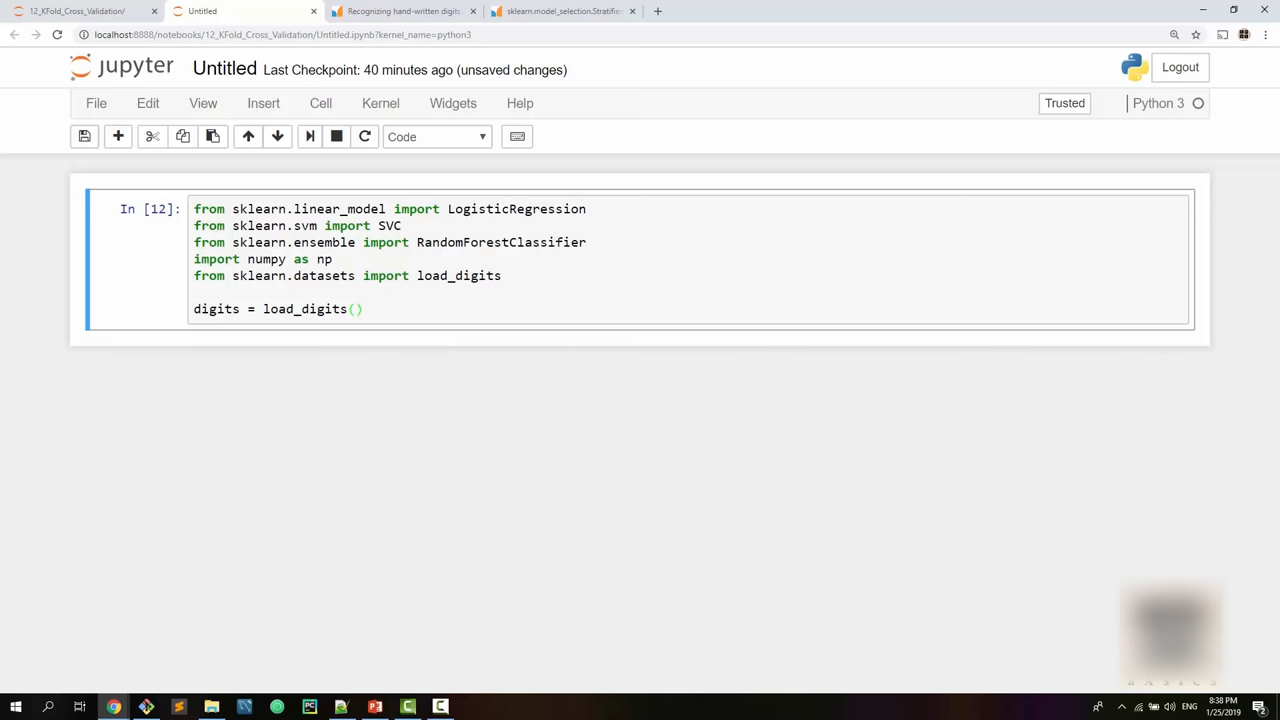 12_KFold_Cross_Validation/
Untitled
Recognizing hand-written digits
sklearn.model_selection.Stratified
localhost:8888/notebooks/12_KFold_Cross_Validation/Untitled.ipynb?kernel_name=python3
jupyter Untitled Last Checkpoint: 40 minutes ago (unsaved changes)
Logout
File Edit View Insert Cell Kernel Widgets Help
Trusted
Python 3
Code
In [12]:
from sklearn.linear_model import LogisticRegression
from sklearn.svm import SVC
from sklearn.ensemble import RandomForestClassifier
import numpy as np
from sklearn.datasets import load_digits
digits = load_digits()
BASICS
ENG
8:38 PM
1/25/2019
2